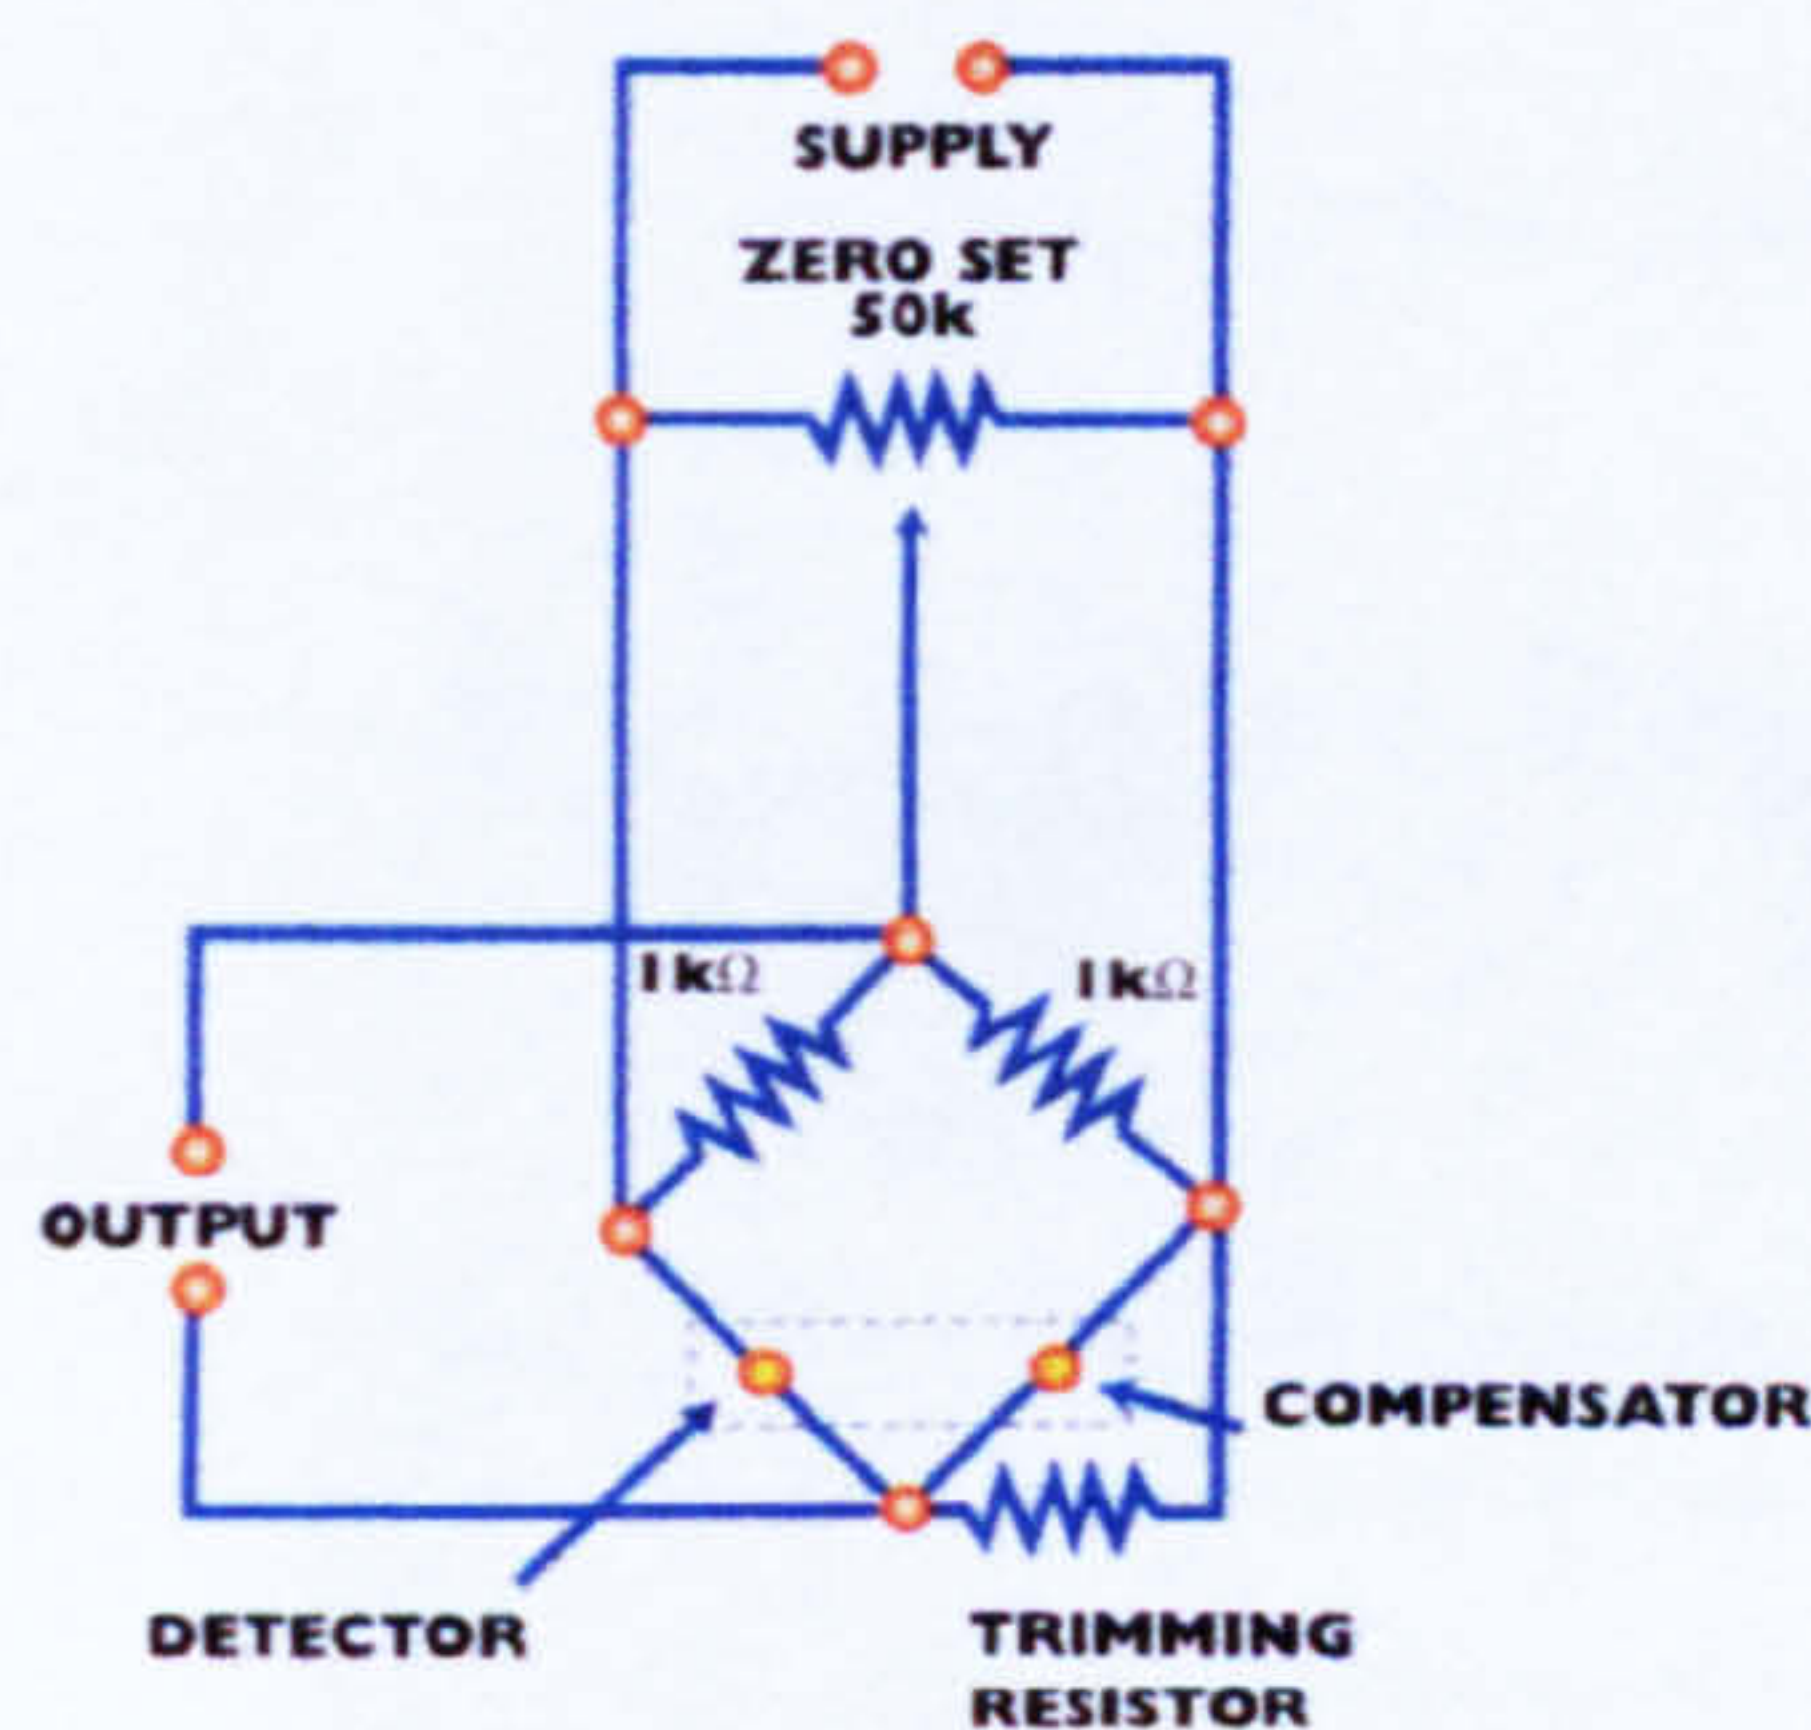 SUPPLY
ZERO SET
50k
1kΩ
1kΩ
OUTPUT
COMPENSATOR
DETECTOR
TRIMMING
RESISTOR